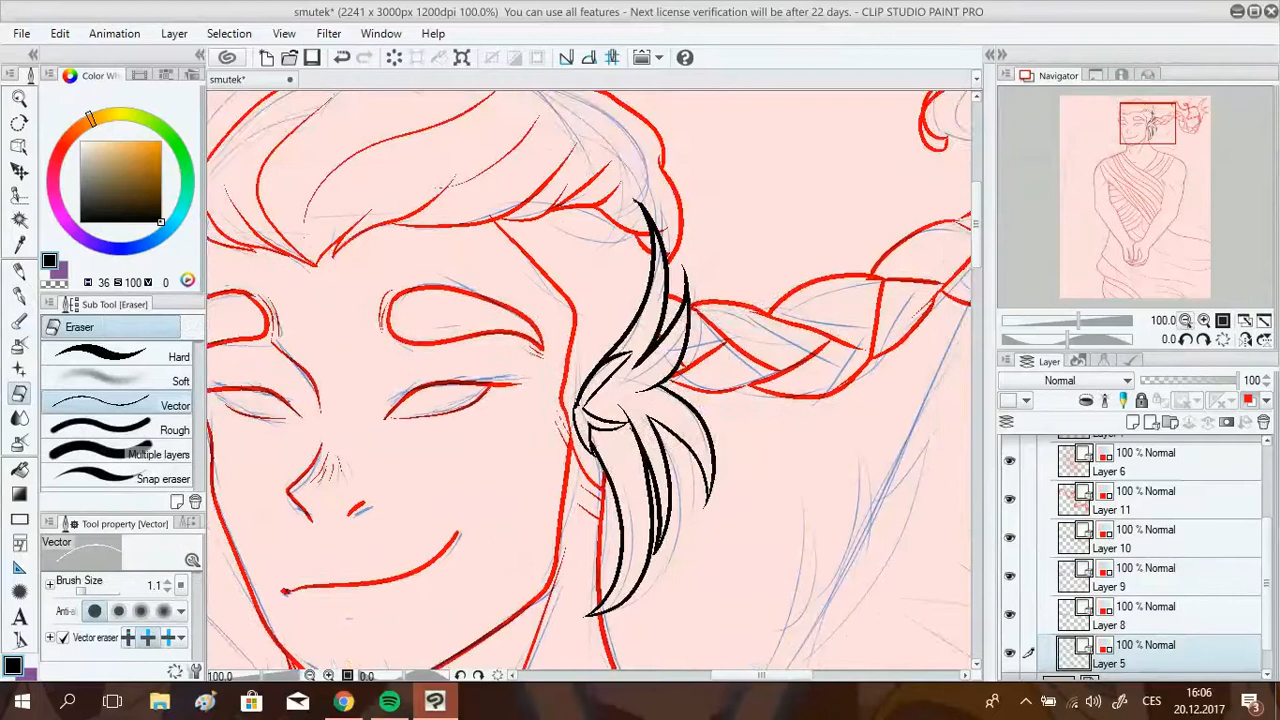 smutek* (2241 x 3000px 1200dpi 100.0%) You can use all features - Next license verification will be after 22 days. - CLIP STUDIO PAINT PRO
File Edit Animation Layer Selection View Filter Window Help
smutek*
Color Wh
Navigator
H 36 S 100 V 0
Sub Tool [Eraser]
Eraser
Hard
Soft
Vector
Rough
Multiple layers
Snap eraser
Tool property [Vector]
Vector
Brush Size 1.1
Anti-al
Vector eraser
100.0
0.0
Layer
Normal 100
100 % Normal
Layer 6
100 % Normal
Layer 11
100 % Normal
Layer 10
100 % Normal
Layer 9
100 % Normal
Layer 8
100 % Normal
Layer 5
100.0 0.0
CES
16:06
20.12.2017
3